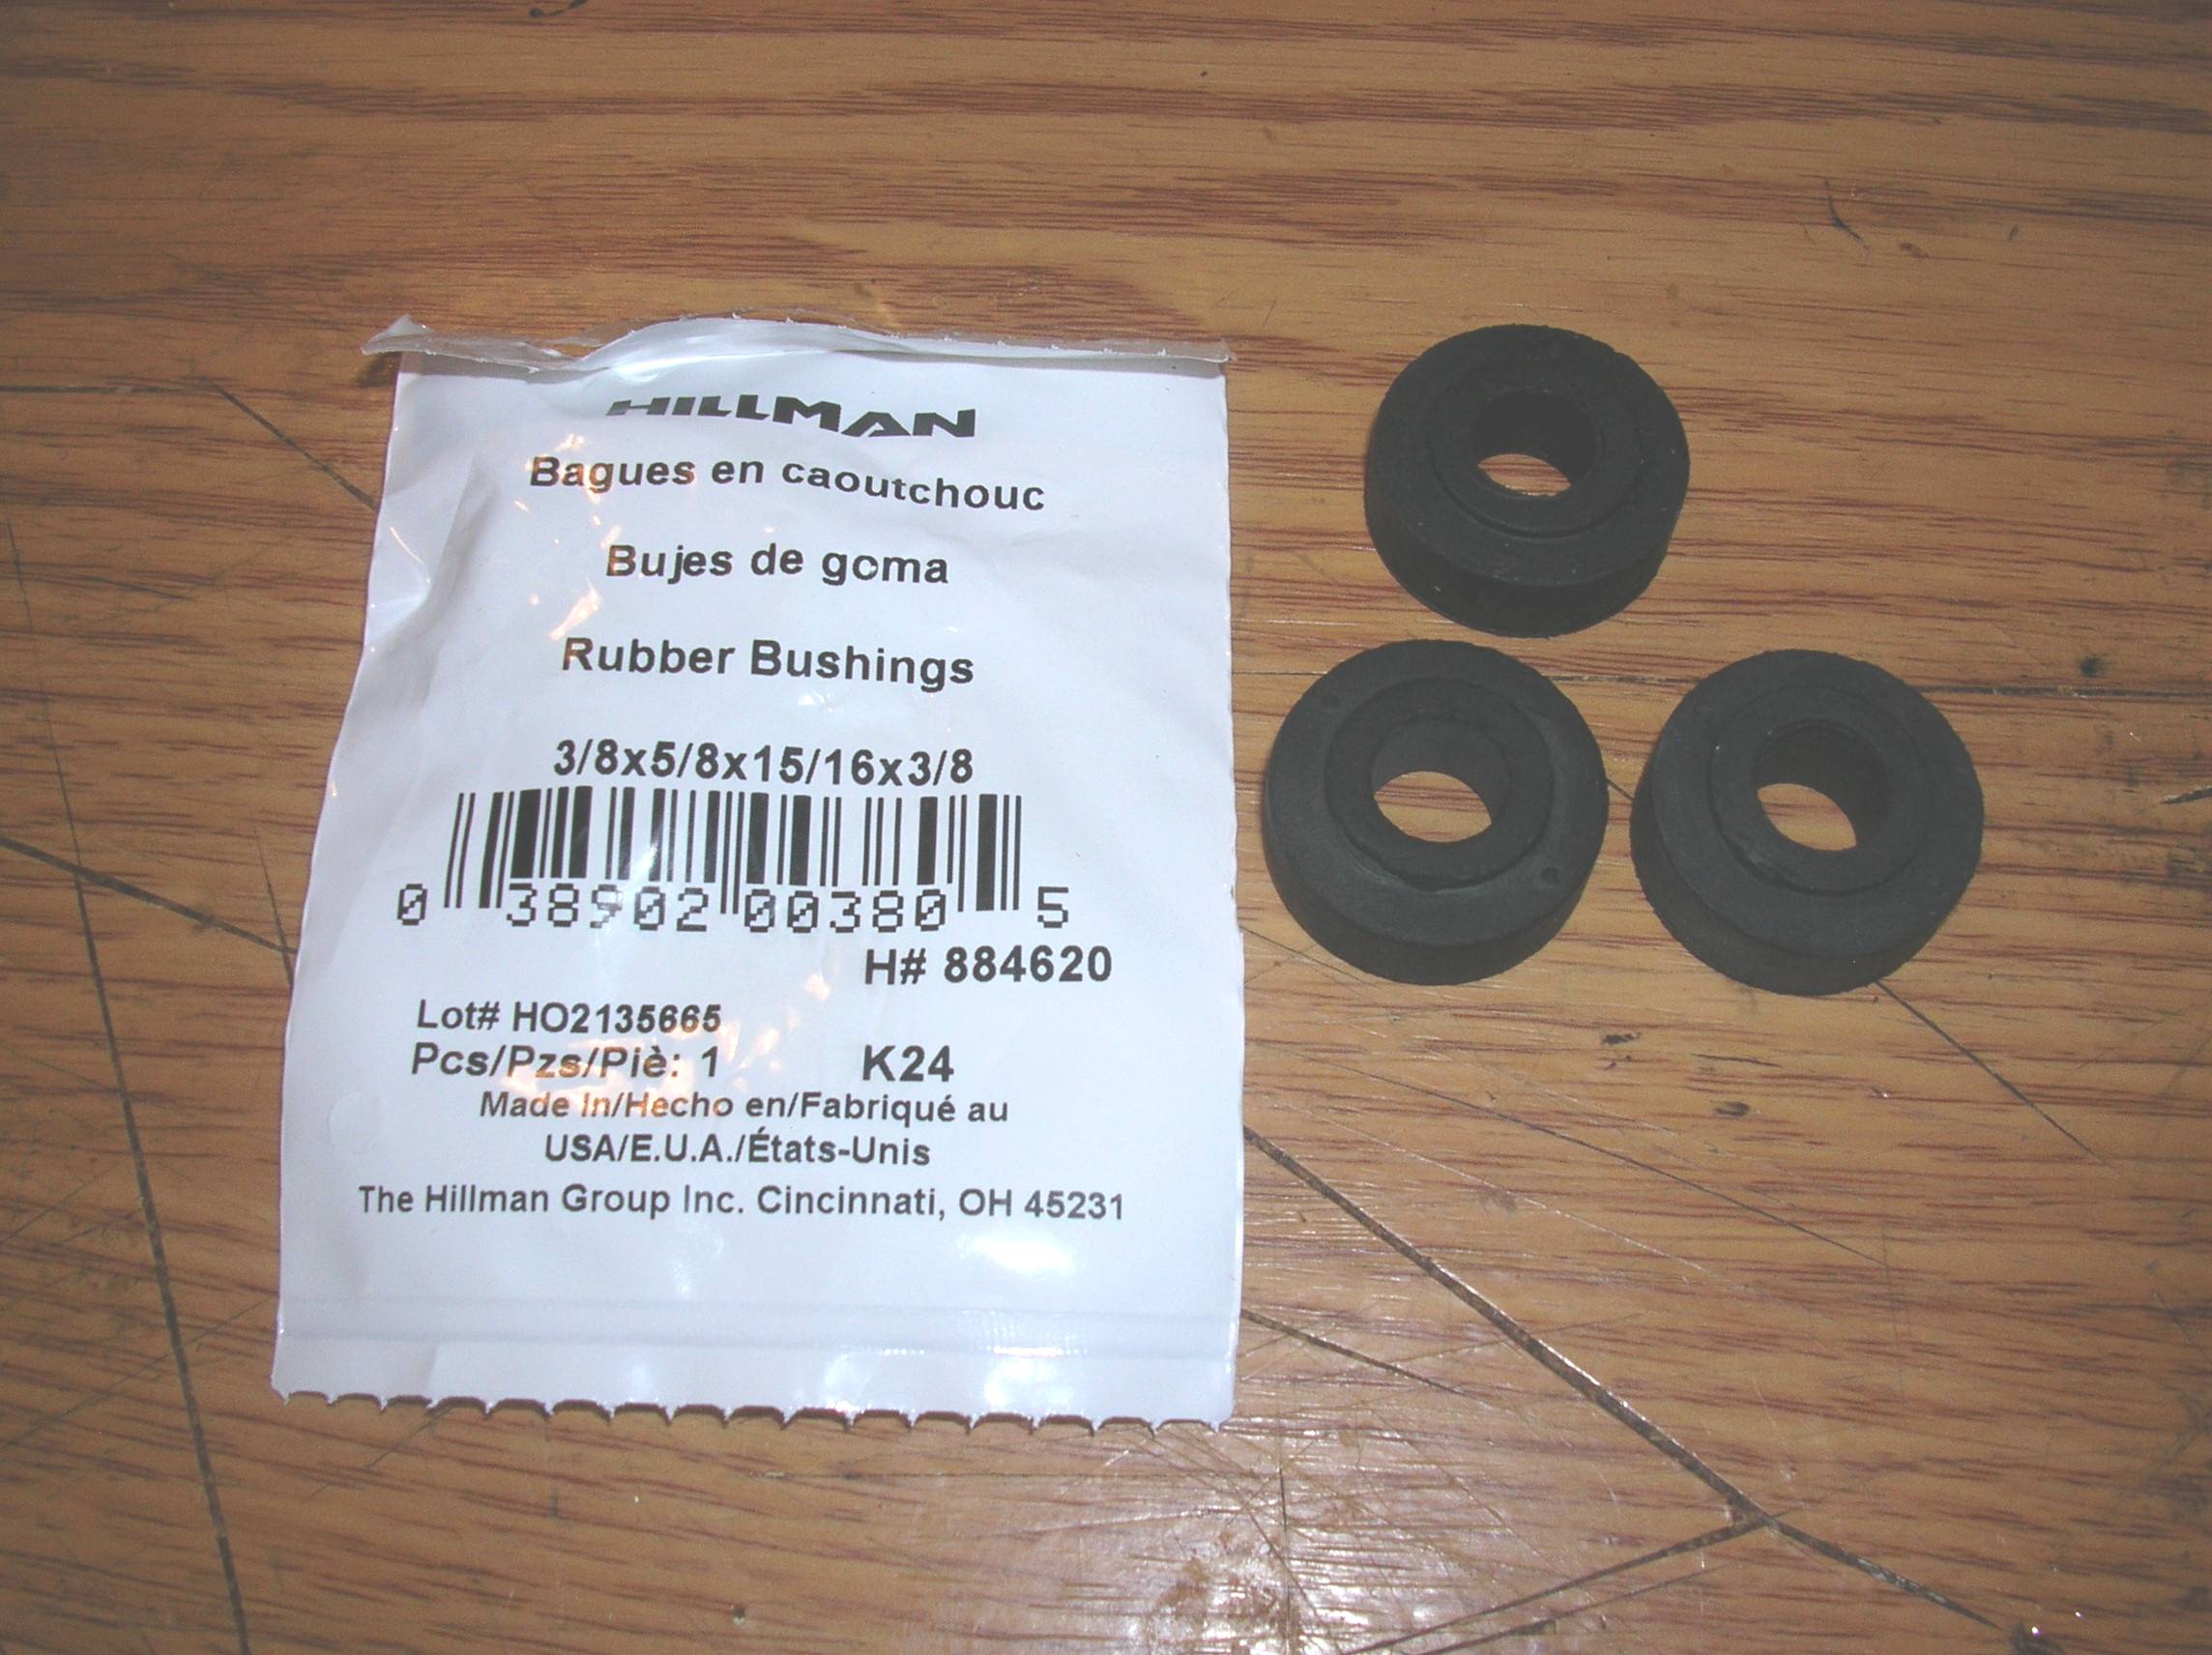 HILLMAN
Bagues en caoutchouc
Bujes de goma
Rubber Bushings
3/8x5/8x15/16x3/8
0 38902 00380 5
H# 884620
Lot# HO2135665
Pcs/Pzs/Piè: 1 K24
Made In/Hecho en/Fabriqué au
USA/E.U.A./États-Unis
The Hillman Group Inc. Cincinnati, OH 45231